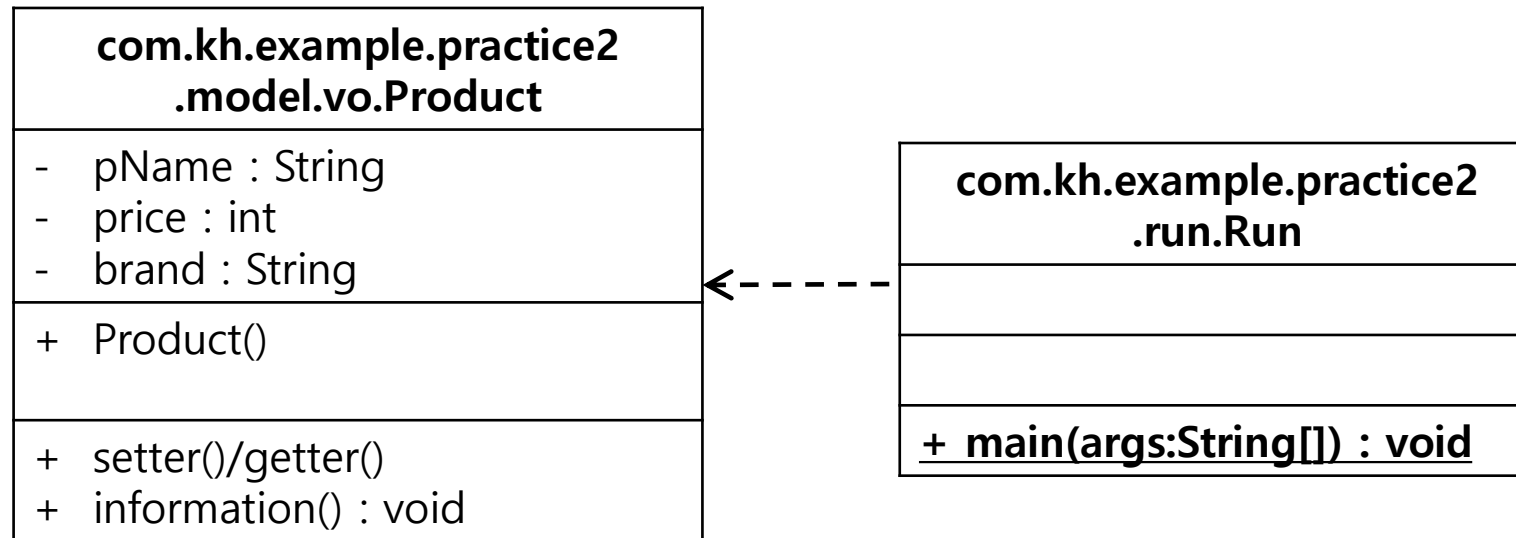 com.kh.example.practice2
.model.vo.Product
- pName : String
- price : int
- brand : String
+ Product()
+ setter()/getter()
+ information() : void
com.kh.example.practice2
.run.Run
+ main(args:String[]) : void